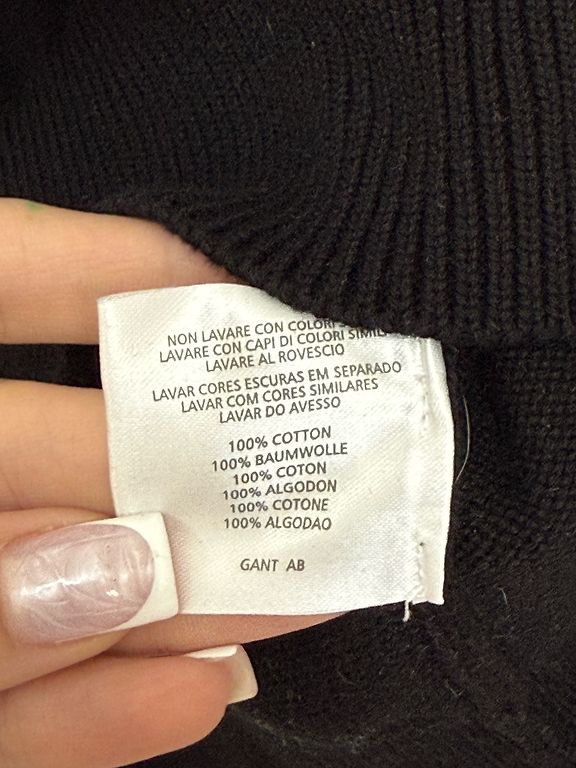 NON LAVARE CON COLORI
LAVARE CON CAPI DI COLORI SIMIL
LAVARE AL ROVESCIO
LAVAR CORES ESCURAS EM SEPARADO
LAVAR COM CORES SIMILARES
LAVAR DO AVESSO
100% COTTON
100% BAUMWOLLE
100% COTON
100% ALGODON
100% COTONE
100% ALGODAO
GANT AB